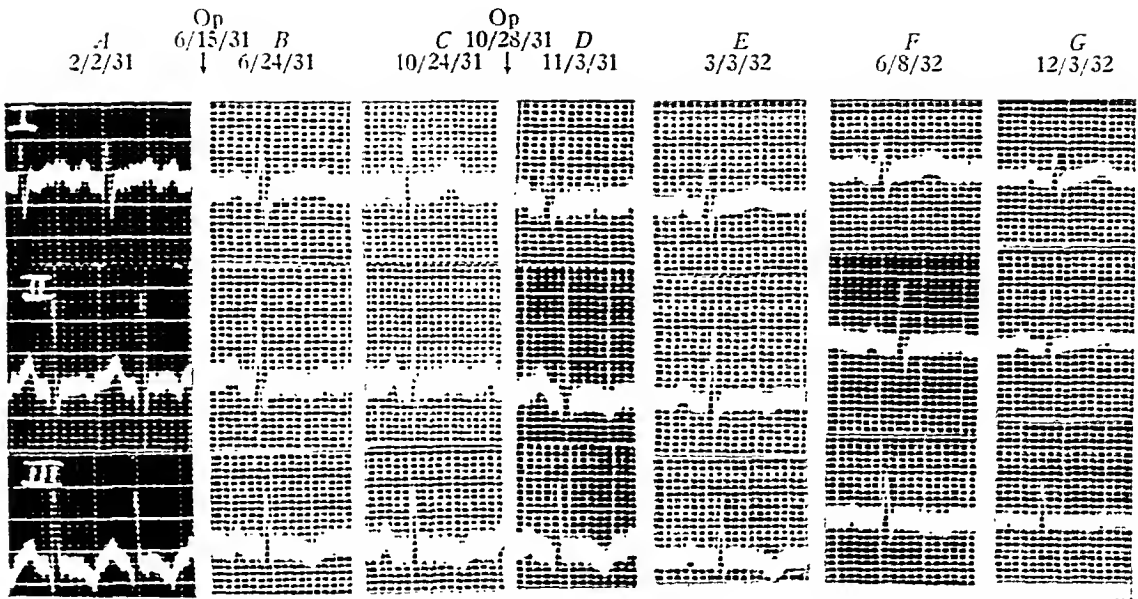 Op Op
A 6/15/31 B C 10/28/31 D E F G
2/2/31 ↓ 6/24/31 10/24/31 ↓ 11/3/31 3/3/32 6/8/32 12/3/32
I
II
III